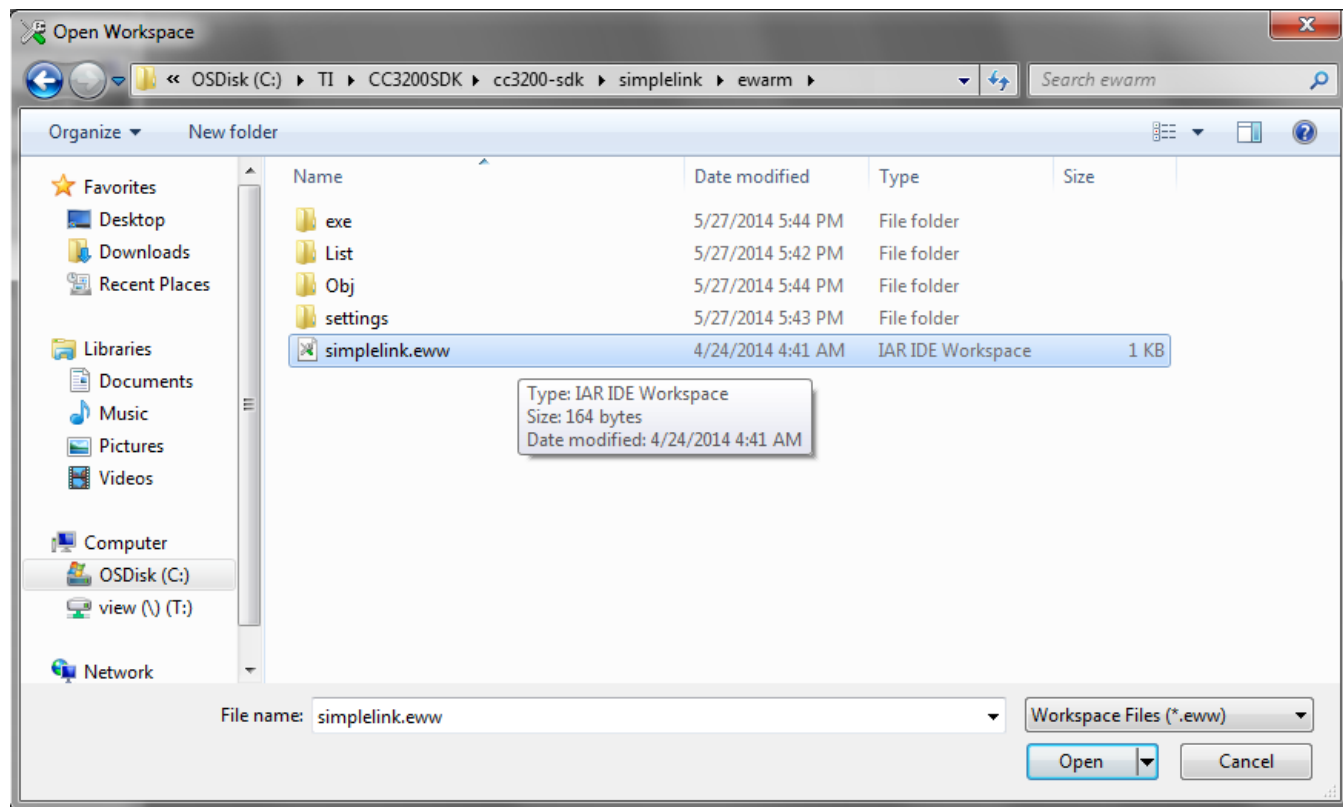 Open Workspace
« OSDisk (C:) ▸ TI ▸ CC3200SDK ▸ cc3200-sdk ▸ simplelink ▸ ewarm ▸
Search ewarm
Organize
New folder
Favorites
Desktop
Downloads
Recent Places
Libraries
Documents
Music
Pictures
Videos
Computer
OSDisk (C:)
view (\) (T:)
Network
Name Date modified Type Size
exe 5/27/2014 5:44 PM File folder
List 5/27/2014 5:42 PM File folder
Obj 5/27/2014 5:44 PM File folder
settings 5/27/2014 5:43 PM File folder
simplelink.eww 4/24/2014 4:41 AM IAR IDE Workspace 1 KB
Type: IAR IDE Workspace
Size: 164 bytes
Date modified: 4/24/2014 4:41 AM
File name: simplelink.eww
Workspace Files (*.eww)
Open
Cancel